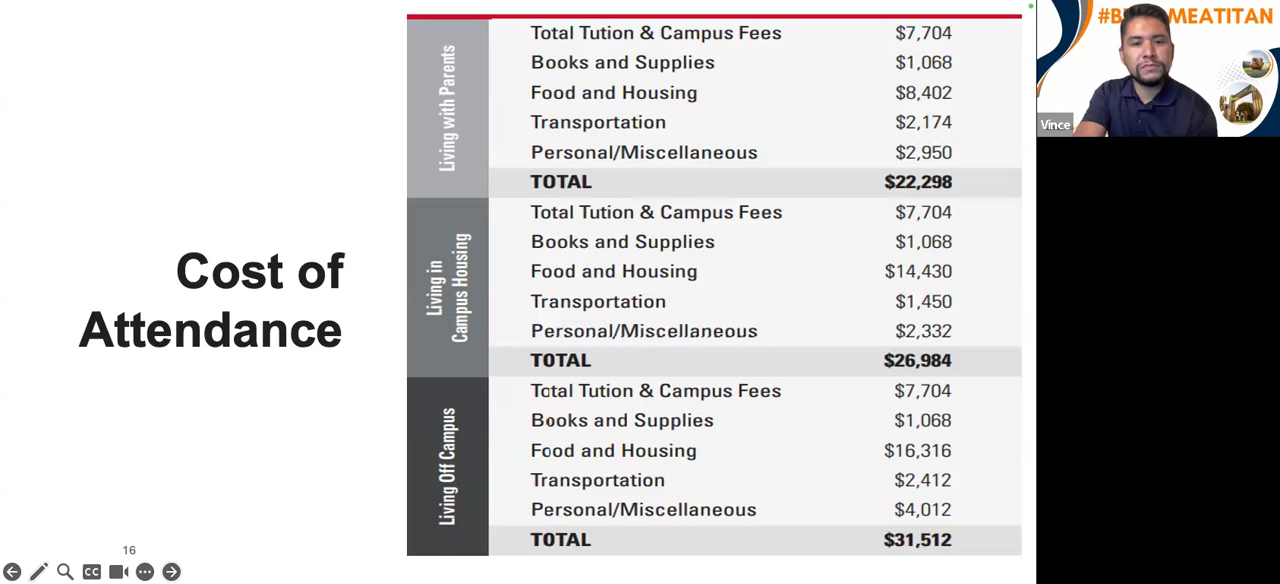 Cost of
Attendance
16
CC
Living with Parents
Total Tution & Campus Fees $7,704
Books and Supplies $1,068
Food and Housing $8,402
Transportation $2,174
Personal/Miscellaneous $2,950
TOTAL $22,298
Living in
Campus Housing
Total Tution & Campus Fees $7,704
Books and Supplies $1,068
Food and Housing $14,430
Transportation $1,450
Personal/Miscellaneous $2,332
TOTAL $26,984
Living Off Campus
Total Tution & Campus Fees $7,704
Books and Supplies $1,068
Food and Housing $16,316
Transportation $2,412
Personal/Miscellaneous $4,012
TOTAL $31,512
Vince